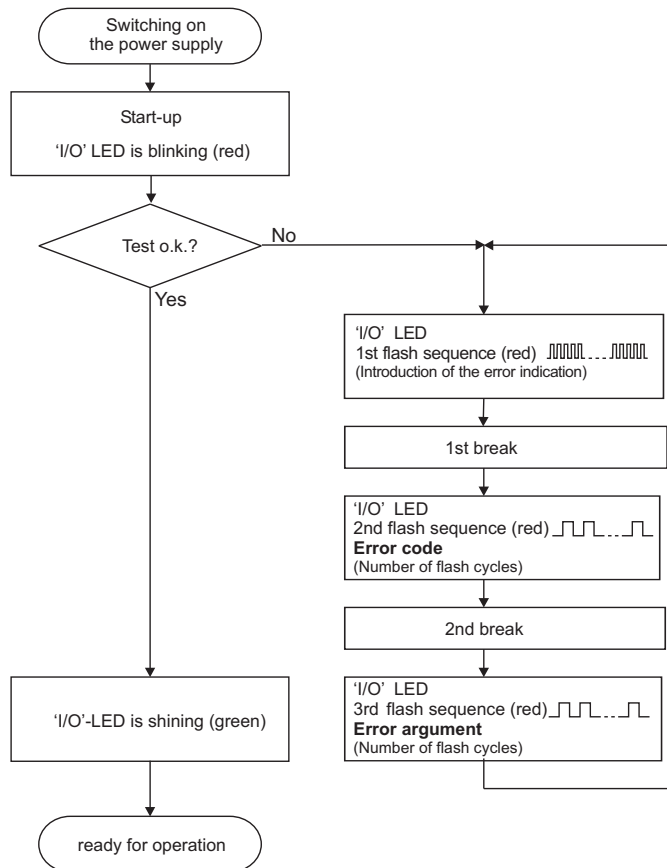 Switching on
the power supply
Start-up
‘I/O’ LED is blinking (red)
Test o.k.?
No
Yes
‘I/O’ LED
1st flash sequence (red)
(Introduction of the error indication)
1st break
‘I/O’ LED
2nd flash sequence (red)
Error code
(Number of flash cycles)
2nd break
‘I/O’ LED
3rd flash sequence (red)
Error argument
(Number of flash cycles)
‘I/O’-LED is shining (green)
ready for operation